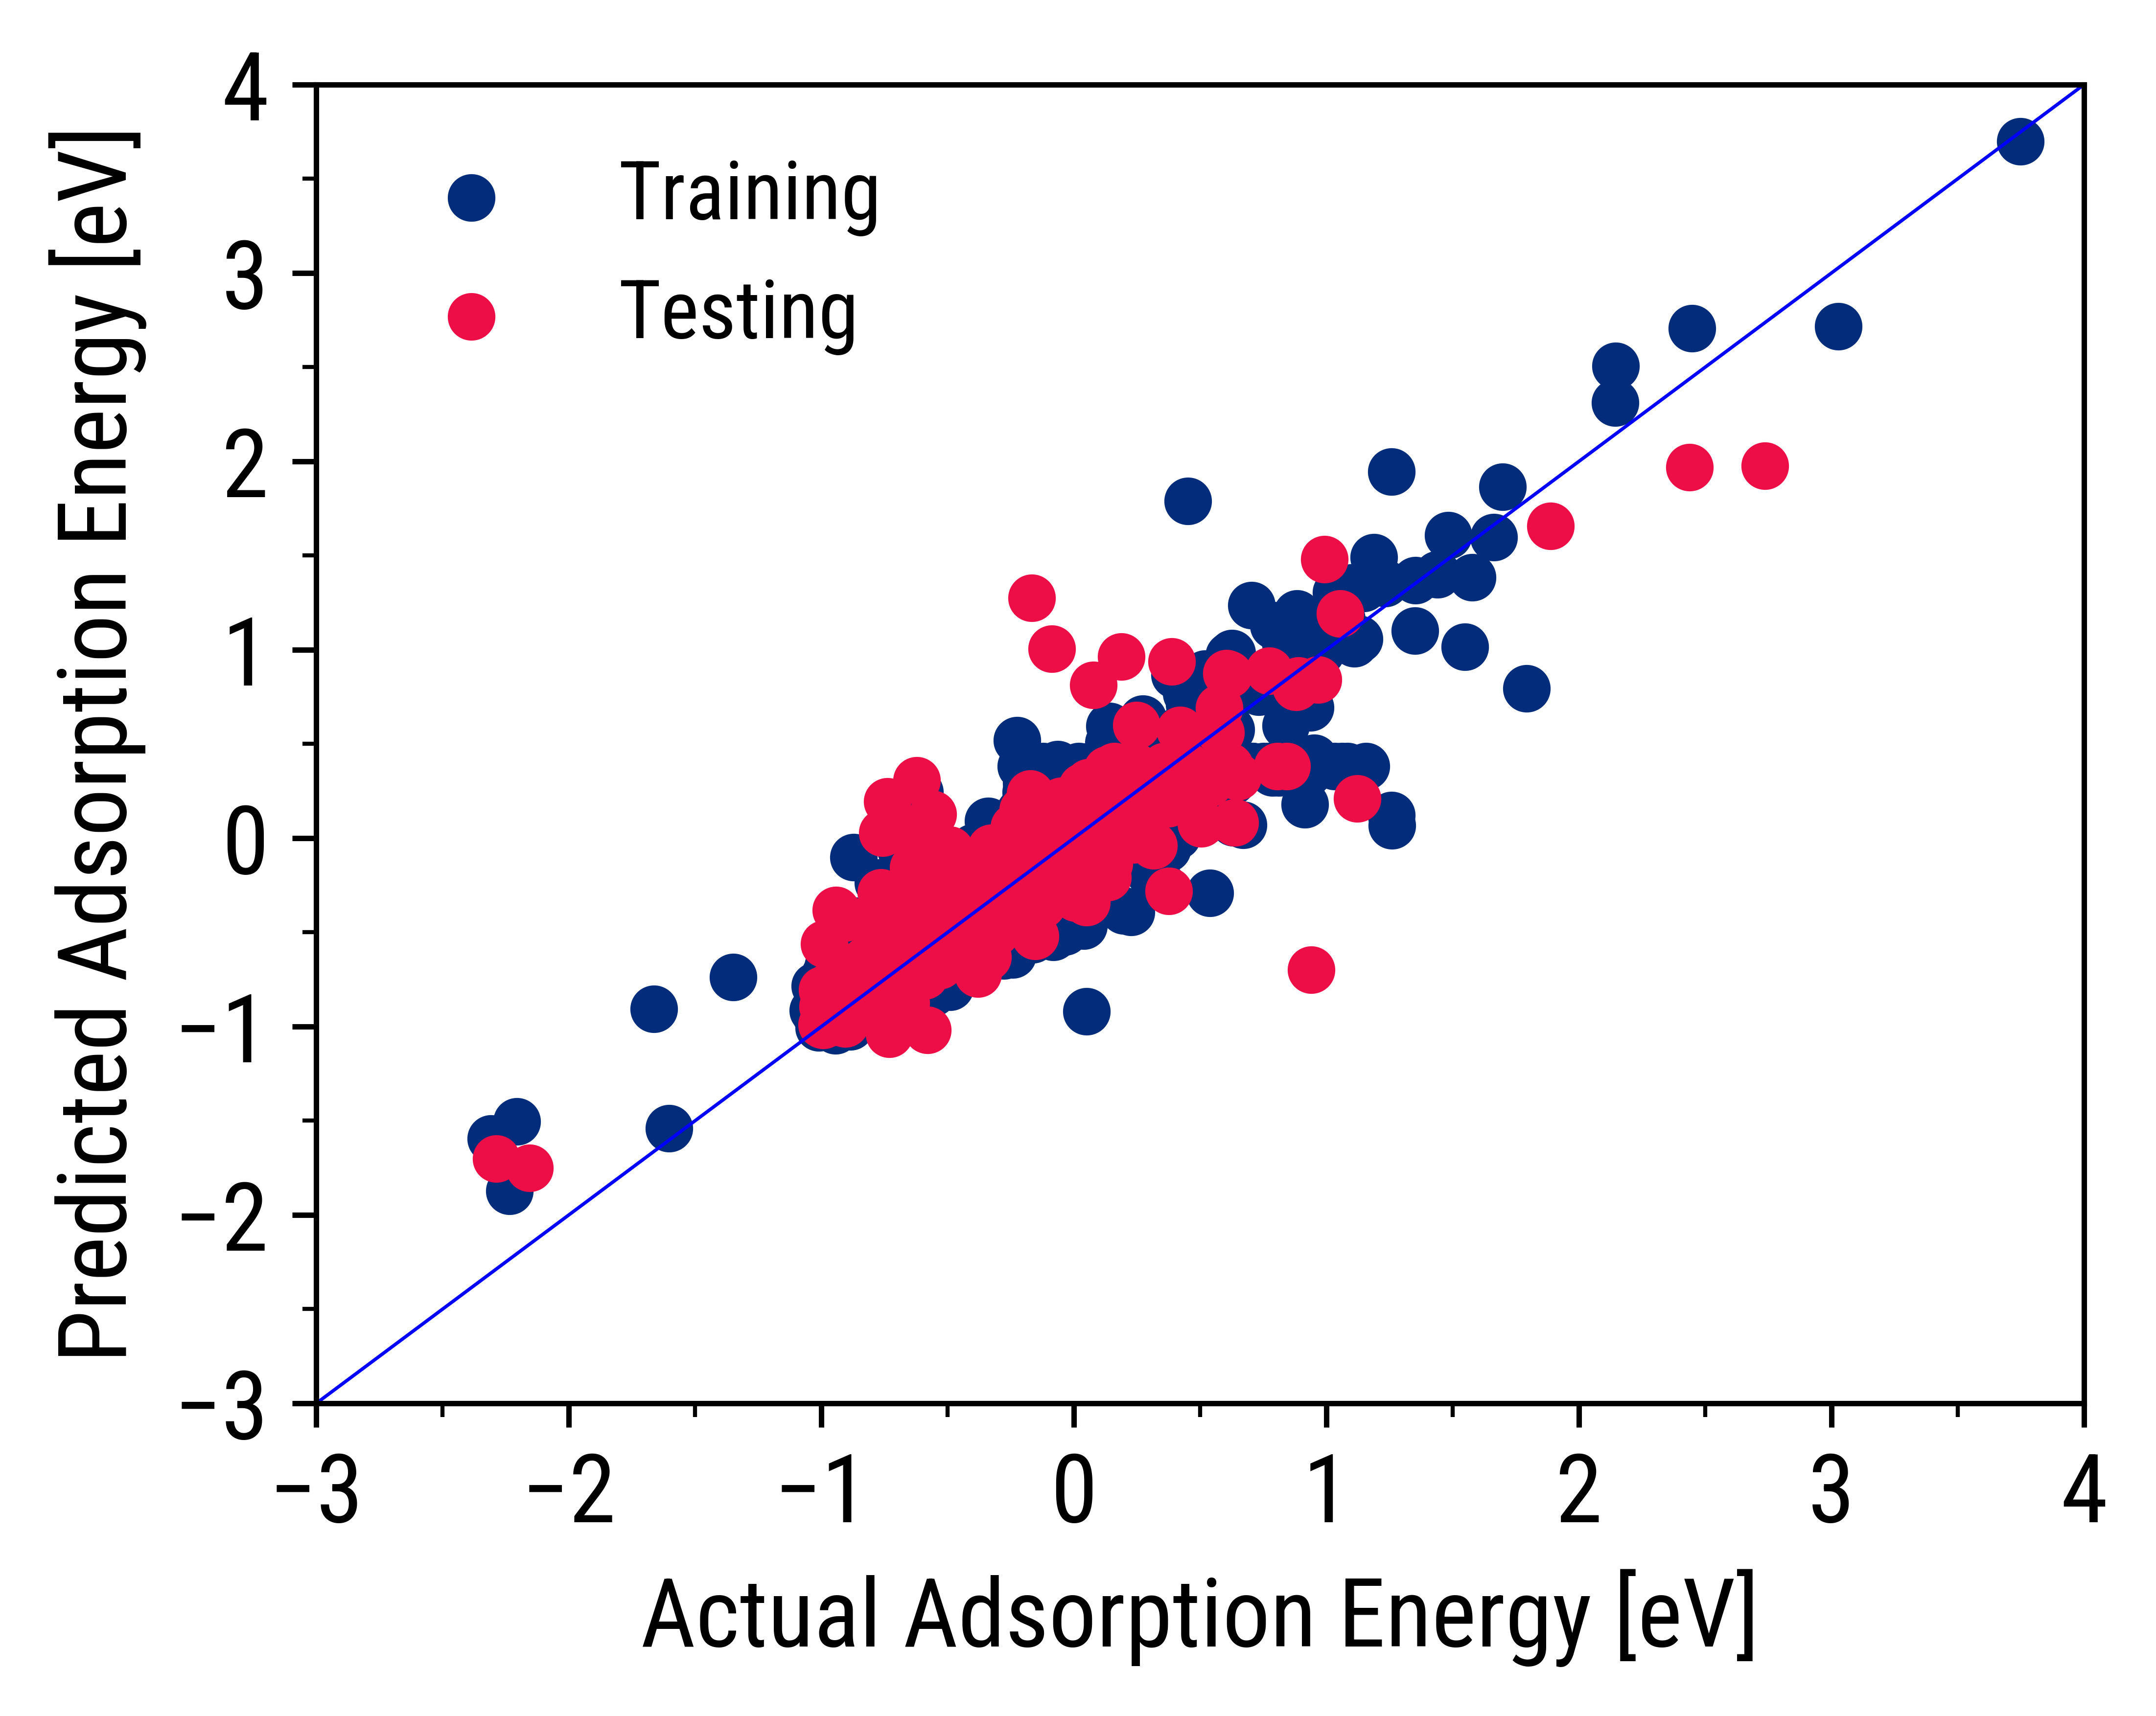 Predicted Adsorption Energy [eV]
4
3
2
1
0
−1
−2
−3
Training
Testing
−3 −2 −1 0 1 2 3 4
Actual Adsorption Energy [eV]